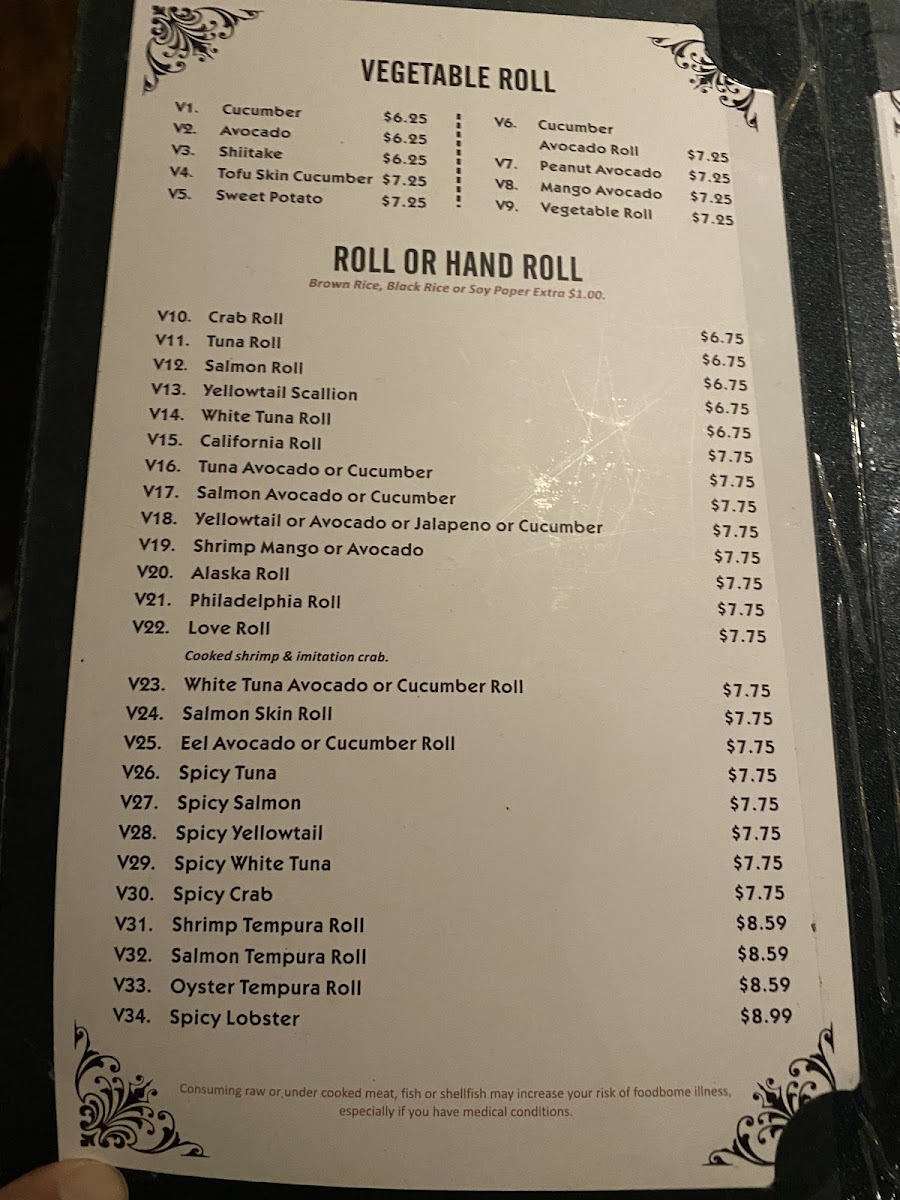 VEGETABLE ROLL
V1. Cucumber $6.25
V2. Avocado $6.25
V3. Shiitake $6.25
V4. Tofu Skin Cucumber $7.25
V5. Sweet Potato $7.25
V6. Cucumber
Avocado Roll $7.25
V7. Peanut Avocado $7.25
V8. Mango Avocado $7.25
V9. Vegetable Roll $7.25
ROLL OR HAND ROLL
Brown Rice, Black Rice or Soy Paper Extra $1.00.
V10. Crab Roll $6.75
V11. Tuna Roll $6.75
V12. Salmon Roll $6.75
V13. Yellowtail Scallion $6.75
V14. White Tuna Roll $6.75
V15. California Roll $7.75
V16. Tuna Avocado or Cucumber $7.75
V17. Salmon Avocado or Cucumber $7.75
V18. Yellowtail or Avocado or Jalapeno or Cucumber $7.75
V19. Shrimp Mango or Avocado $7.75
V20. Alaska Roll $7.75
V21. Philadelphia Roll $7.75
V22. Love Roll $7.75
Cooked shrimp & imitation crab.
V23. White Tuna Avocado or Cucumber Roll $7.75
V24. Salmon Skin Roll $7.75
V25. Eel Avocado or Cucumber Roll $7.75
V26. Spicy Tuna $7.75
V27. Spicy Salmon $7.75
V28. Spicy Yellowtail $7.75
V29. Spicy White Tuna $7.75
V30. Spicy Crab $7.75
V31. Shrimp Tempura Roll $8.59
V32. Salmon Tempura Roll $8.59
V33. Oyster Tempura Roll $8.59
V34. Spicy Lobster $8.99
Consuming raw or under cooked meat, fish or shellfish may increase your risk of foodbome illness,
especially if you have medical conditions.